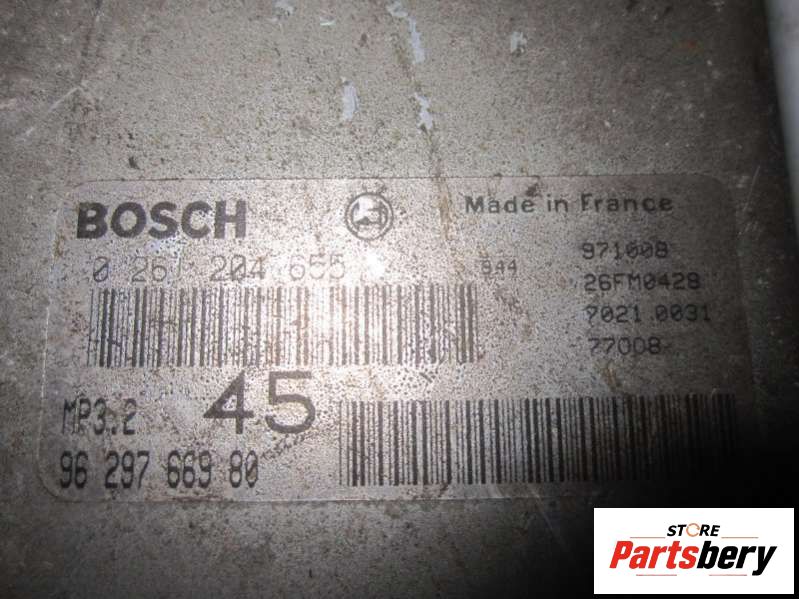 BOSCH
Made in France
0 261 204 655
944
971008
26FM0428
7021.0031
77008
MP3.2
45
96 297 669 80
STORE
Partsbery